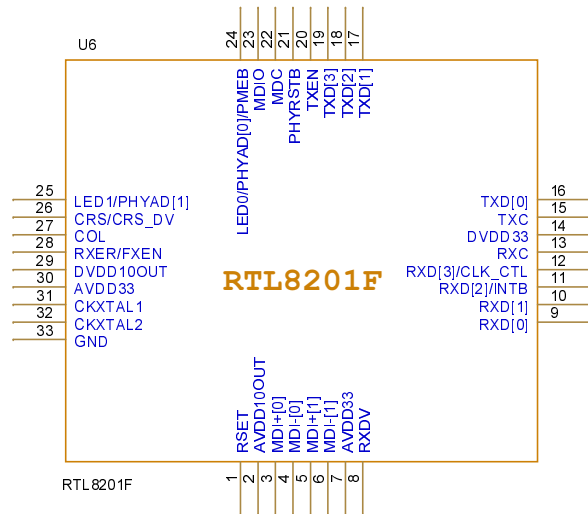 U6
24 23 22 21 20 19 18 17
LED0/PHYAD[0]/PMEB
MDIO
MDC
PHYRSTB
TXEN
TXD[3]
TXD[2]
TXD[1]
25 LED1/PHYAD[1]
26 CRS/CRS_DV
27 COL
28 RXER/FXEN
29 DVDD10OUT
30 AVDD33
31 CKXTAL1
32 CKXTAL2
33 GND
TXD[0] 16
TXC 15
DVDD33 14
RXC 13
RXD[3]/CLK_CTL 12
RXD[2]/INTB 11
RXD[1] 10
RXD[0] 9
RTL8201F
RSET
AVDD10OUT
MDI+[0]
MDI-[0]
MDI+[1]
MDI-[1]
AVDD33
RXDV
1 2 3 4 5 6 7 8
RTL8201F